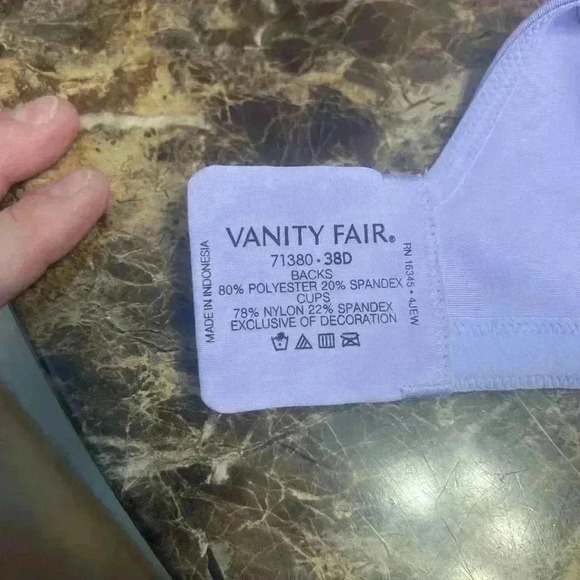 VANITY FAIR®
71380 • 38D
BACKS
80% POLYESTER 20% SPANDEX
CUPS
78% NYLON 22% SPANDEX
EXCLUSIVE OF DECORATION
MADE IN INDONESIA
RN 16345 • 4JEW